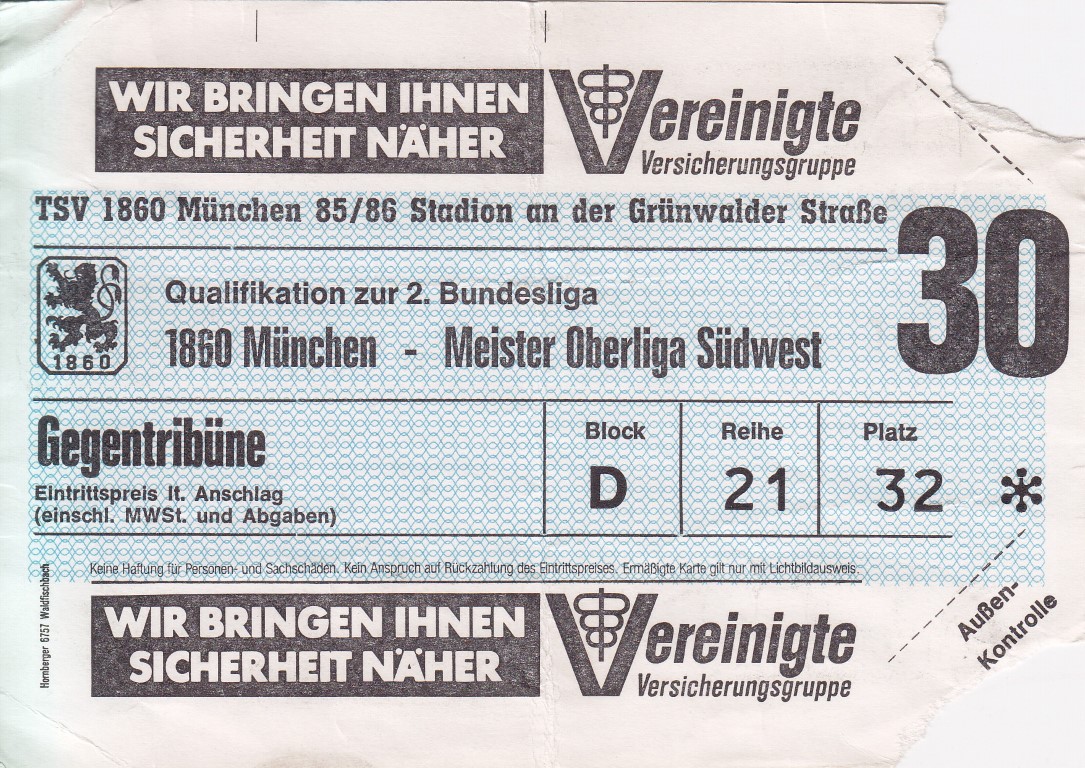 WIR BRINGEN IHNEN
SICHERHEIT NÄHER
Vereinigte
Versicherungsgruppe
TSV 1860 München 85/86 Stadion an der Grünwalder Straße
30
1860
Qualifikation zur 2. Bundesliga
1860 München - Meister Oberliga Südwest
Gegentribüne
Eintrittspreis lt. Anschlag
(einschl. MWSt. und Abgaben)
Block
D
Reihe
21
Platz
32
*
Keine Haftung für Personen- und Sachschäden. Kein Anspruch auf Rückzahlung des Eintrittspreises. Ermäßigte Karte gilt nur mit Lichtbildausweis.
Hornberger 6757 Waldfischbach
WIR BRINGEN IHNEN
SICHERHEIT NÄHER
Vereinigte
Versicherungsgruppe
Außen-
Kontrolle